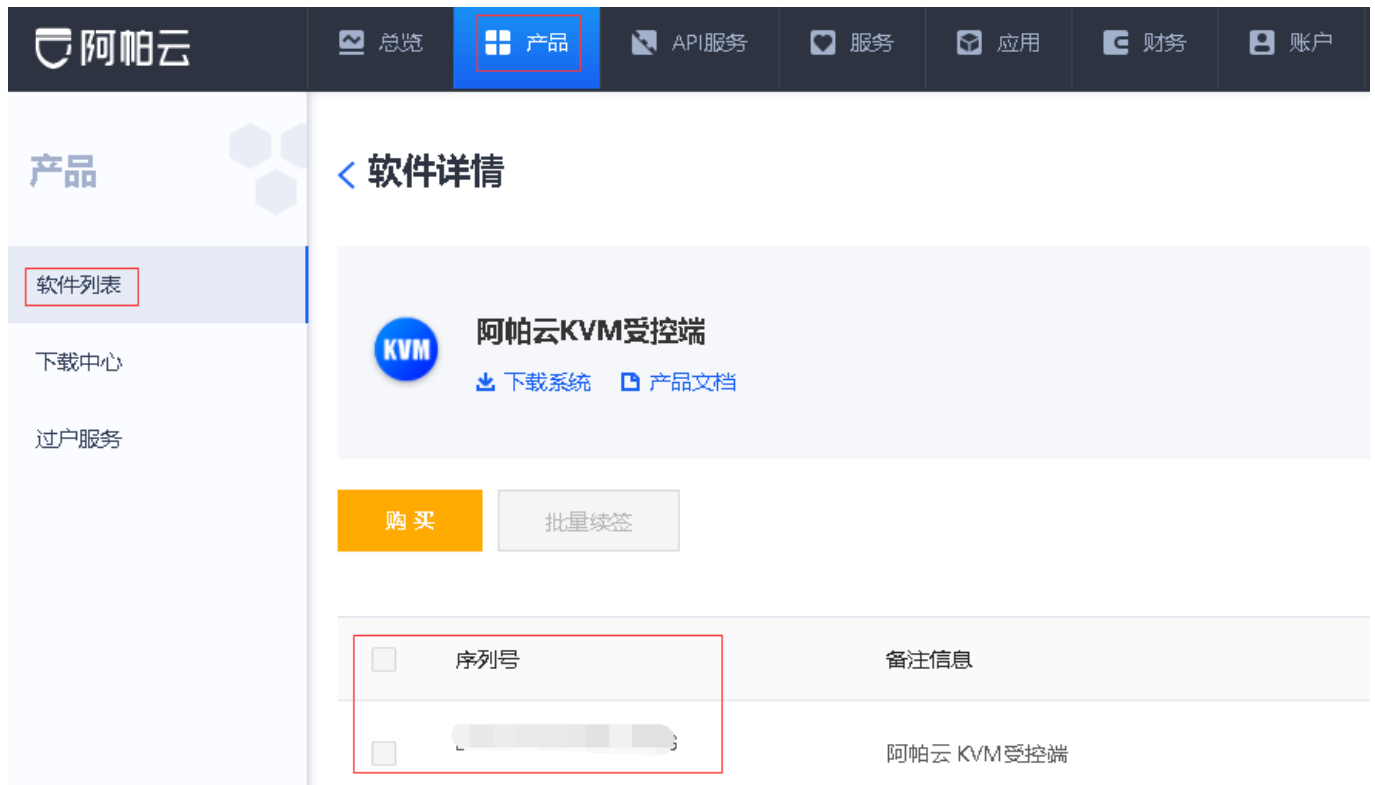 阿帕云 总览 产品 API服务 服务 应用 财务 账户
产品
软件详情
软件列表
KVM 阿帕云KVM受控端
下载中心
下载系统 产品文档
过户服务
购买 批量续签
序列号 备注信息
阿帕云 KVM受控端